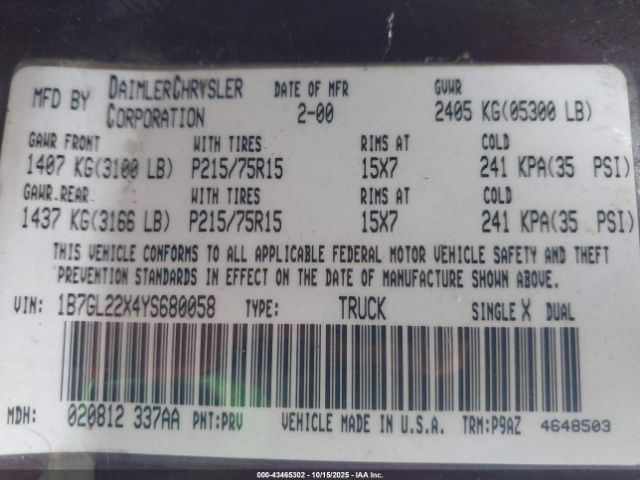 MFD BY DAIMLERCHRYSLER CORPORATION DATE OF MFR 2-00 GVWR 2405 KG(05300 LB)
GAWR FRONT WITH TIRES RIMS AT COLD
1407 KG(3100 LB) P215/75R15 15X7 241 KPA(35 PSI)
GAWR REAR WITH TIRES RIMS AT COLD
1437 KG(3166 LB) P215/75R15 15X7 241 KPA(35 PSI)
THIS VEHICLE CONFORMS TO ALL APPLICABLE FEDERAL MOTOR VEHICLE SAFETY AND THEFT
PREVENTION STANDARDS IN EFFECT ON THE DATE OF MANUFACTURE SHOWN ABOVE.
VIN: 1B7GL22X4YS680058 TYPE: TRUCK SINGLE X DUAL
MDH: 020812 337AA PNT:PRV VEHICLE MADE IN U.S.A. TRM:P9AZ 4648503
000-43465302 10/15/2025 - Copyright © 2025 IAA, Inc.